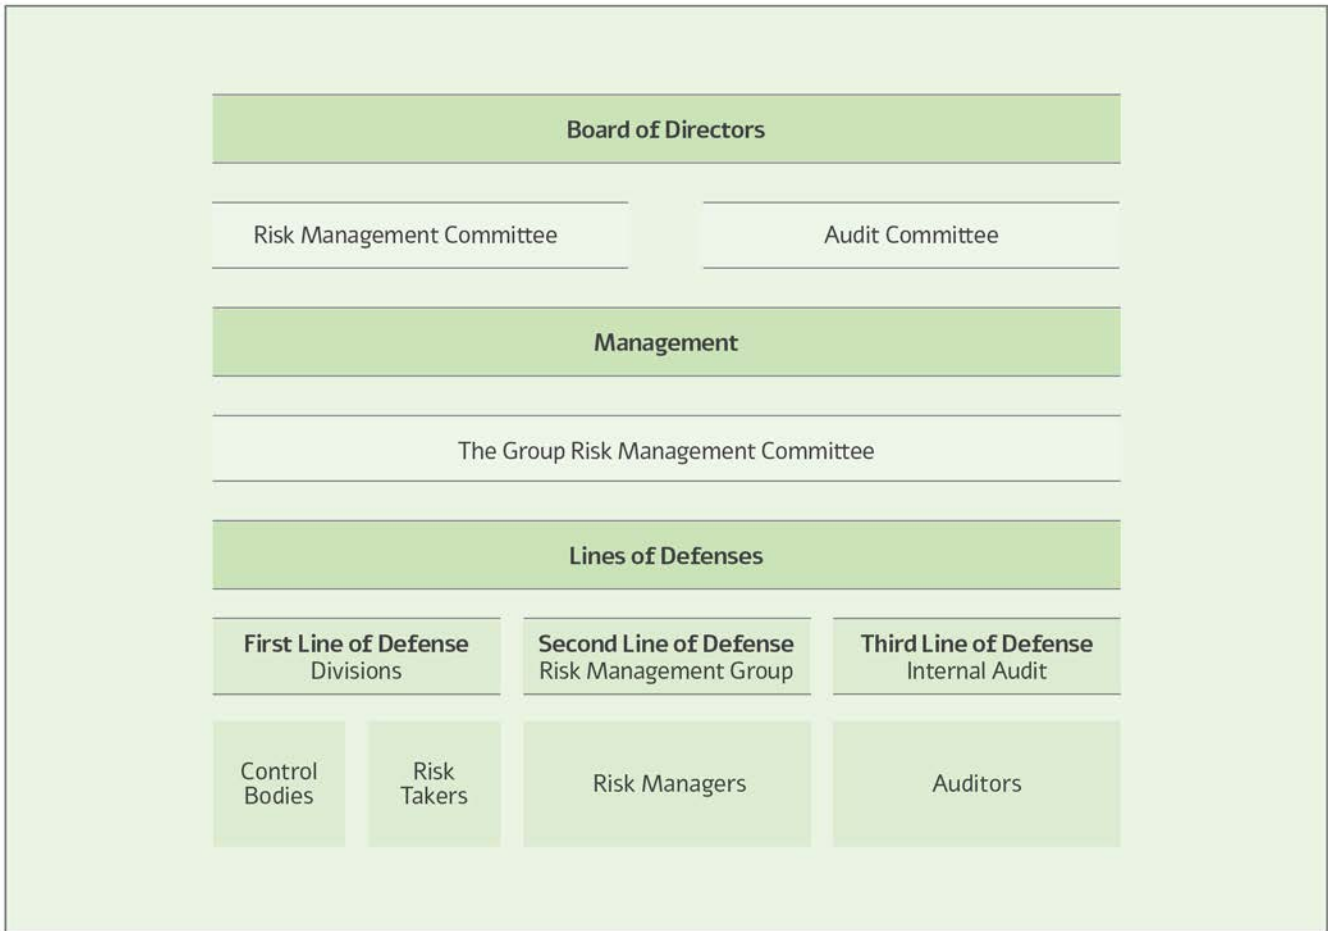 Board of Directors
Risk Management Committee
Audit Committee
Management
The Group Risk Management Committee
Lines of Defenses
First Line of Defense
Divisions
Second Line of Defense
Risk Management Group
Third Line of Defense
Internal Audit
Control
Bodies
Risk
Takers
Risk Managers
Auditors